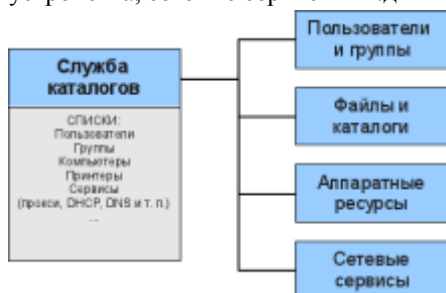 Служба
каталогов
СПИСКИ:
Пользователи
Группы
Компьютеры
Принтеры
Сервисы
(прокси, DHCP, DNS и т. п.)
...
Пользователи
и группы
Файлы и
каталоги
Аппаратные
ресурсы
Сетевые
сервисы